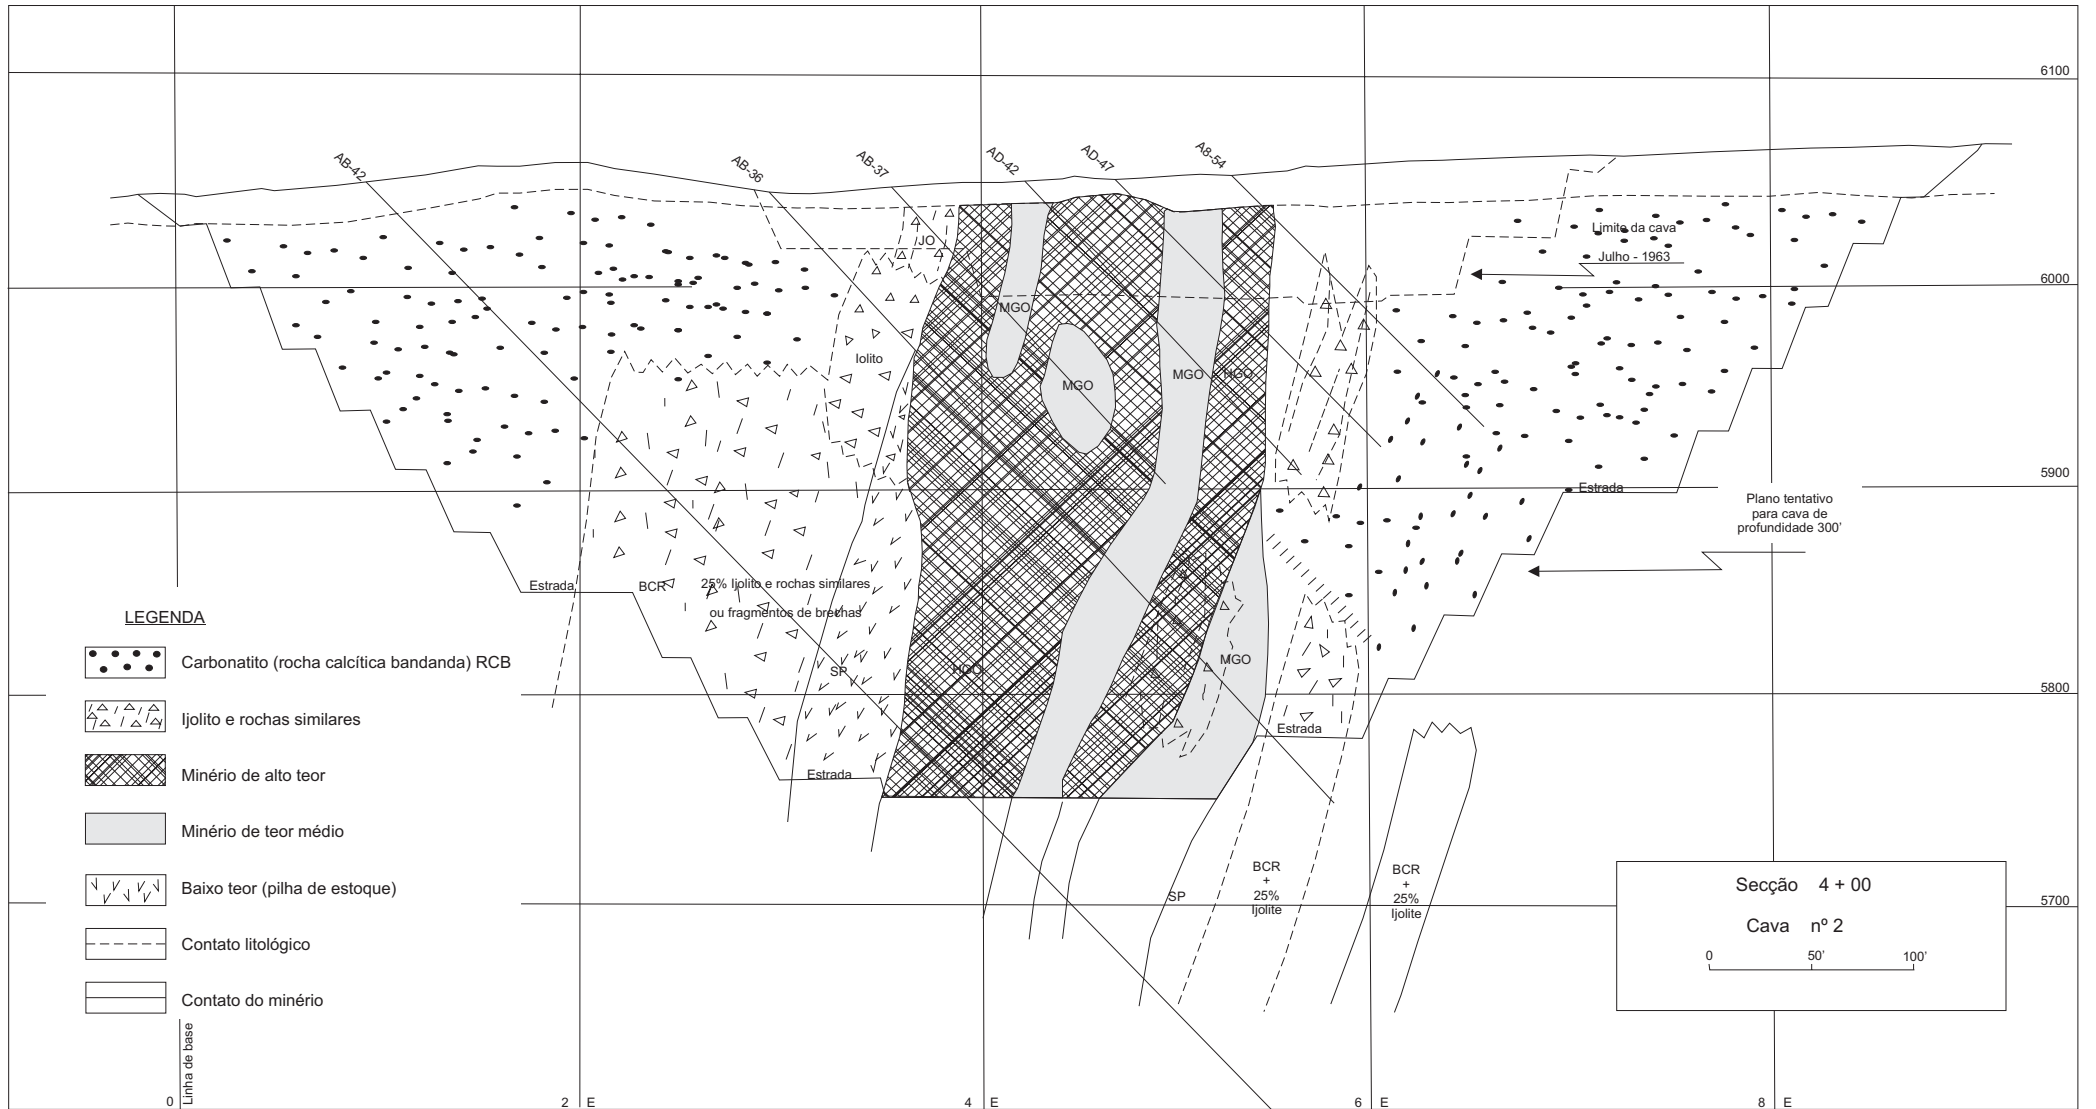 6100
AB-42
AB-36
AB-37
AD-42
AD-47
A8-54
JO
Limite da cava
Julho - 1963
6000
MGO
Iolito
MGO
MGO
HGO
5900
Estrada
Plano tentativo
para cava de
profundidade 300'
Estrada
BCR
25% Ijolito e rochas similares
ou fragmentos de brechas
SP
HGO
MGO
5800
Estrada
Estrada
LEGENDA
Carbonatito (rocha calcítica bandanda) RCB
Ijolito e rochas similares
Minério de alto teor
Minério de teor médio
Baixo teor (pilha de estoque)
Contato litológico
Contato do minério
SP
BCR
+
25%
Ijolite
BCR
+
25%
Ijolite
5700
Secção 4 + 00
Cava nº 2
0 50' 100'
Linha de base
0 2 E 4 E 6 E 8 E